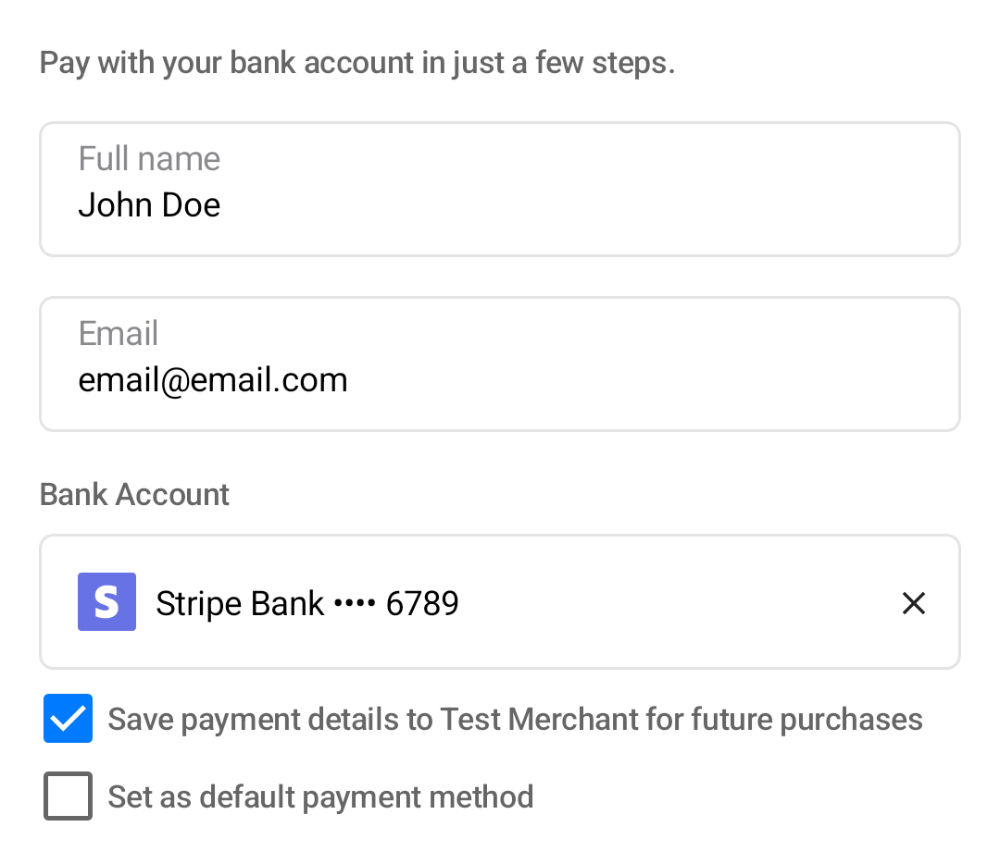 Pay with your bank account in just a few steps.
Full name
John Doe
Email
email@email.com
Bank Account
S Stripe Bank •••• 6789
Save payment details to Test Merchant for future purchases
Set as default payment method